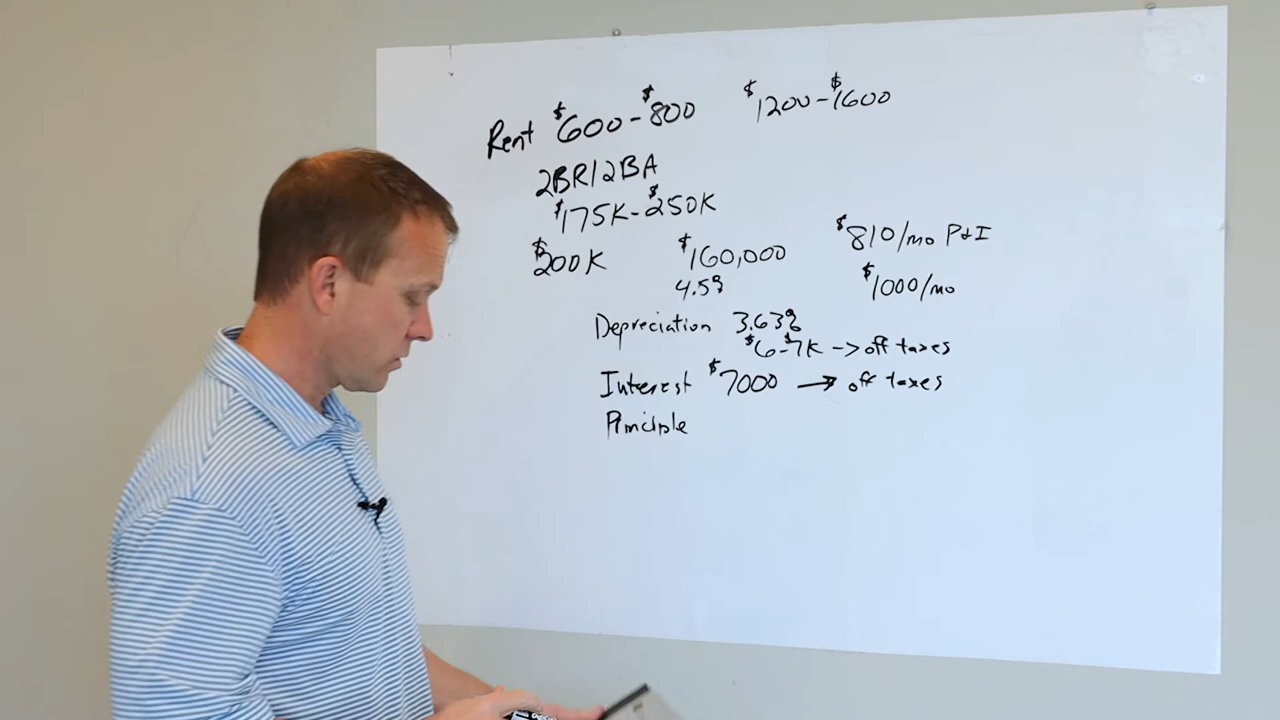 Rent $600-$800 $1200-$1600
2BR/2BA
$175K-$250K
$200K $160,000 $810/mo P&I
4.5% $1000/mo
Depreciation 3.63%
$6-$7K -> off taxes
Interest $7000 -> off taxes
Principle